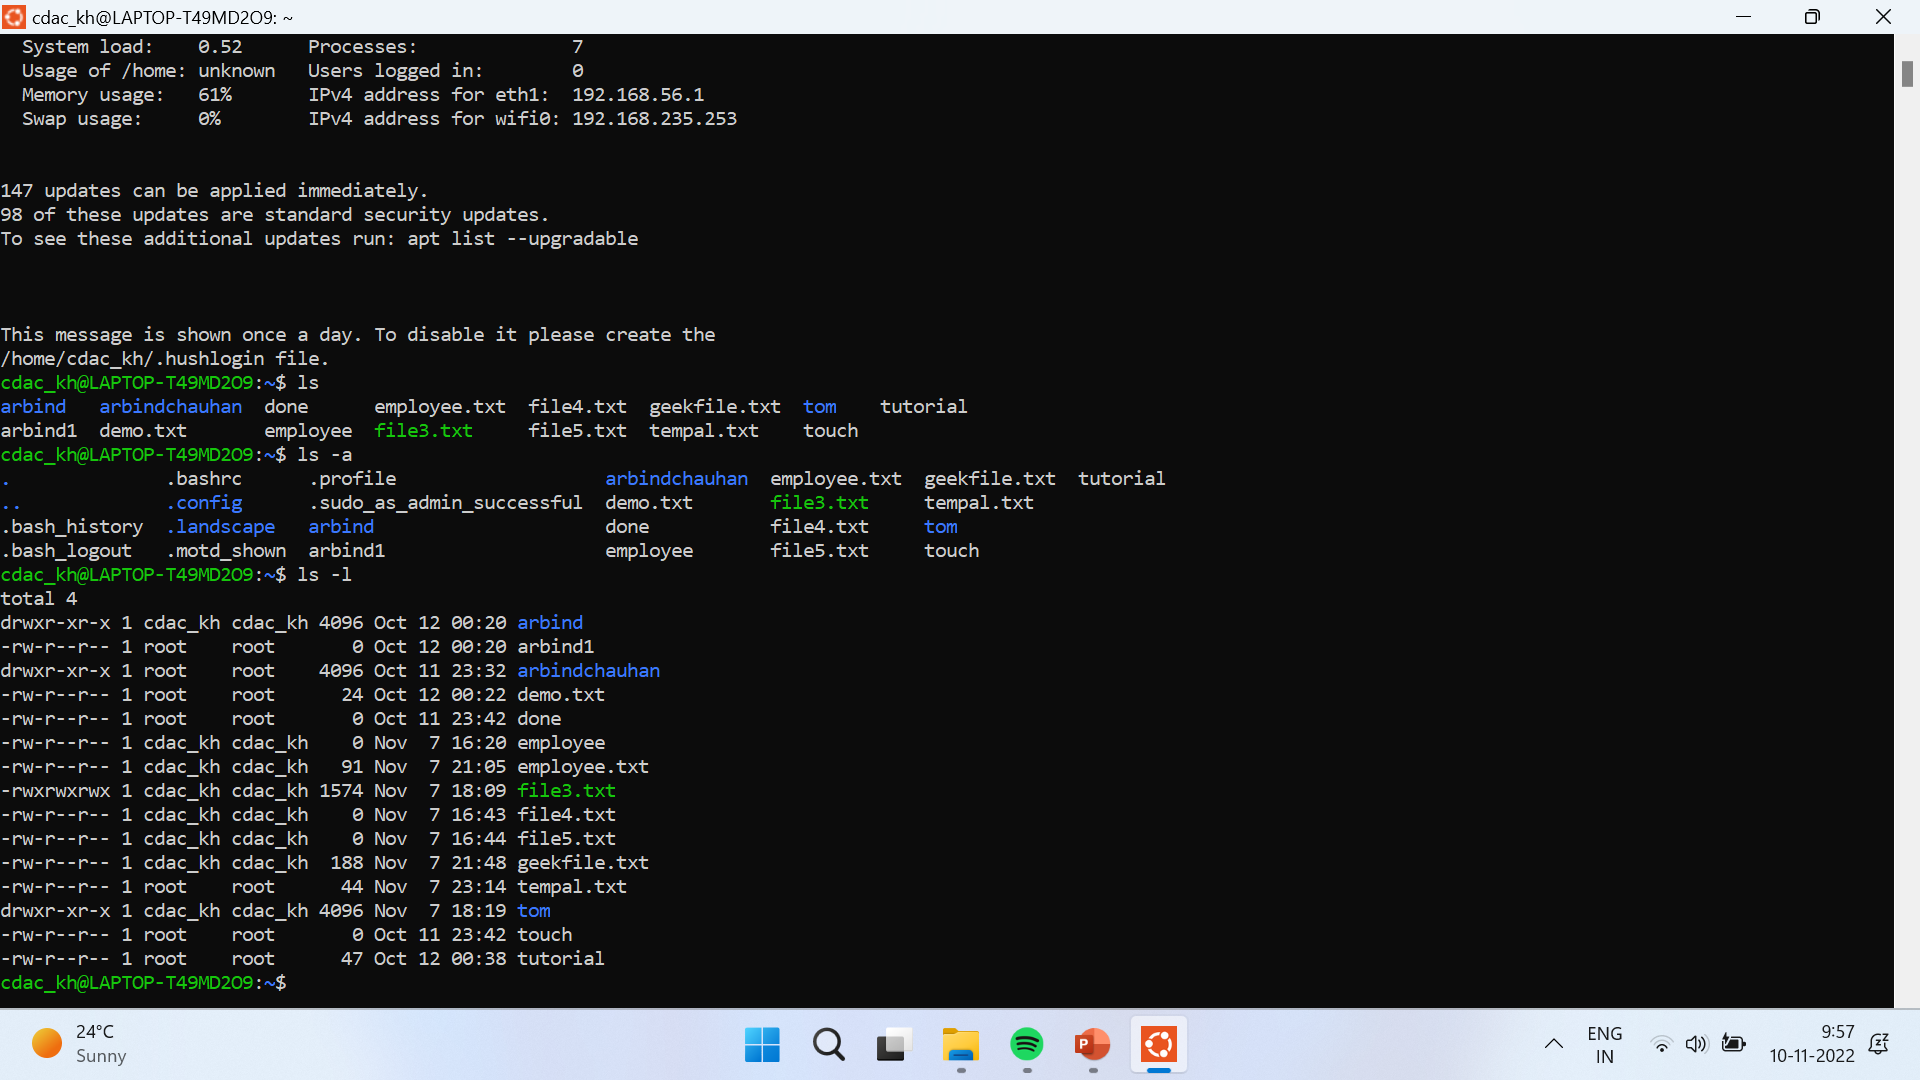 cdac_kh@LAPTOP-T49MD2O9: ~
System load:    0.52      Processes:              7
Usage of /home: unknown   Users logged in:        0
Memory usage:   61%       IPv4 address for eth1:  192.168.56.1
Swap usage:     0%        IPv4 address for wifi0: 192.168.235.253
147 updates can be applied immediately.
98 of these updates are standard security updates.
To see these additional updates run: apt list --upgradable
This message is shown once a day. To disable it please create the
/home/cdac_kh/.hushlogin file.
cdac_kh@LAPTOP-T49MD2O9:~$ ls
arbind   arbindchauhan  done      employee.txt  file4.txt  geekfile.txt  tom    tutorial
arbind1  demo.txt       employee  file3.txt     file5.txt  tempal.txt    touch
cdac_kh@LAPTOP-T49MD2O9:~$ ls -a
.              .bashrc      .profile                   arbindchauhan  employee.txt  geekfile.txt  tutorial
..             .config      .sudo_as_admin_successful  demo.txt       file3.txt     tempal.txt
.bash_history  .landscape   arbind                     done           file4.txt     tom
.bash_logout   .motd_shown  arbind1                    employee       file5.txt     touch
cdac_kh@LAPTOP-T49MD2O9:~$ ls -l
total 4
drwxr-xr-x 1 cdac_kh cdac_kh 4096 Oct 12 00:20 arbind
-rw-r--r-- 1 root    root       0 Oct 12 00:20 arbind1
drwxr-xr-x 1 root    root    4096 Oct 11 23:32 arbindchauhan
-rw-r--r-- 1 root    root      24 Oct 12 00:22 demo.txt
-rw-r--r-- 1 root    root       0 Oct 11 23:42 done
-rw-r--r-- 1 cdac_kh cdac_kh    0 Nov  7 16:20 employee
-rw-r--r-- 1 cdac_kh cdac_kh   91 Nov  7 21:05 employee.txt
-rwxrwxrwx 1 cdac_kh cdac_kh 1574 Nov  7 18:09 file3.txt
-rw-r--r-- 1 cdac_kh cdac_kh    0 Nov  7 16:43 file4.txt
-rw-r--r-- 1 cdac_kh cdac_kh    0 Nov  7 16:44 file5.txt
-rw-r--r-- 1 cdac_kh cdac_kh  188 Nov  7 21:48 geekfile.txt
-rw-r--r-- 1 root    root      44 Nov  7 23:14 tempal.txt
drwxr-xr-x 1 cdac_kh cdac_kh 4096 Nov  7 18:19 tom
-rw-r--r-- 1 root    root       0 Oct 11 23:42 touch
-rw-r--r-- 1 root    root      47 Oct 12 00:38 tutorial
cdac_kh@LAPTOP-T49MD2O9:~$
24°C
Sunny
P
ENG
IN
9:57
10-11-2022